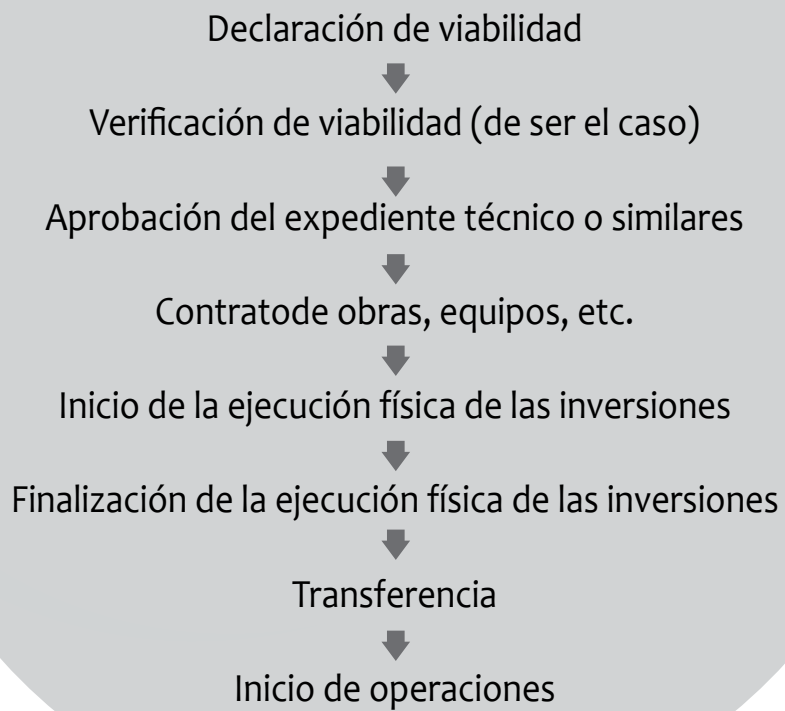 Declaración de viabilidad
Verificación de viabilidad (de ser el caso)
Aprobación del expediente técnico o similares
Contratode obras, equipos, etc.
Inicio de la ejecución física de las inversiones
Finalización de la ejecución física de las inversiones
Transferencia
Inicio de operaciones